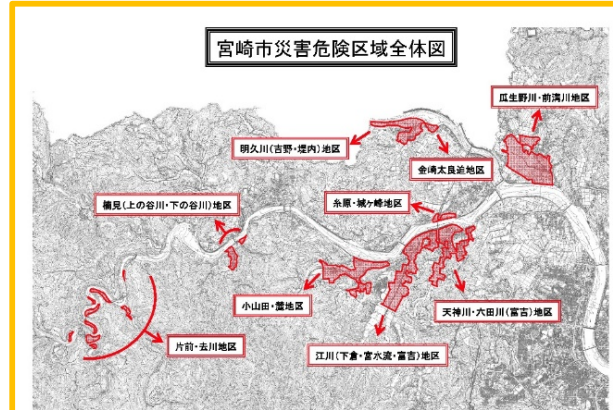 宮崎市災害危険区域全体図
瓜生野川・前溝川地区
明久川(吉野・堤内)地区
金崎太良迫地区
楠見(上の谷川・下の谷川)地区
糸原・城ヶ峰地区
小山田・麓地区
天神川・六田川(富吉)地区
片前・去川地区
江川(下倉・富水流・富吉)地区